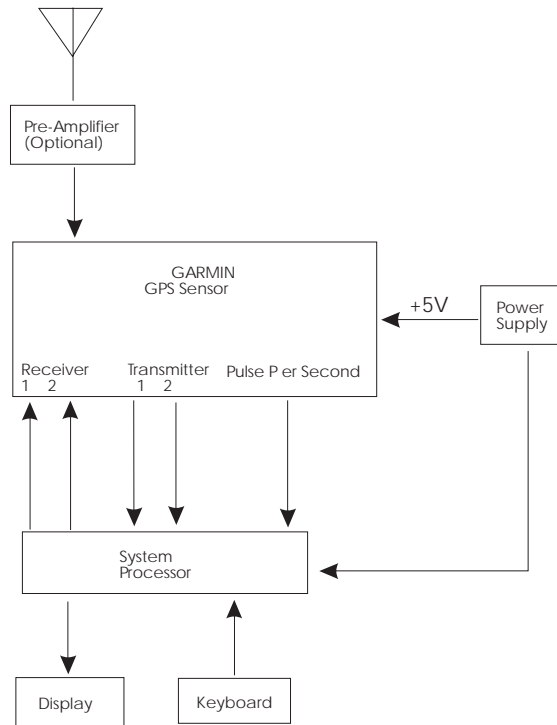 Pre-Amplifier
(Optional)
GARMIN
GPS Sensor
+5V
Power
Supply
Receiver
1 2
Transmitter
1 2
Pulse P er Second
System
Processor
Display
Keyboard